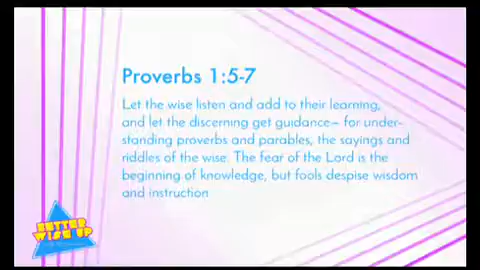 Proverbs 1:5-7
Let the wise listen and add to their learning,
and let the discerning get guidance— for under-
standing proverbs and parables, the sayings and
riddles of the wise. The fear of the Lord is the
beginning of knowledge, but fools despise wisdom
and instruction
BETTER
WISE UP